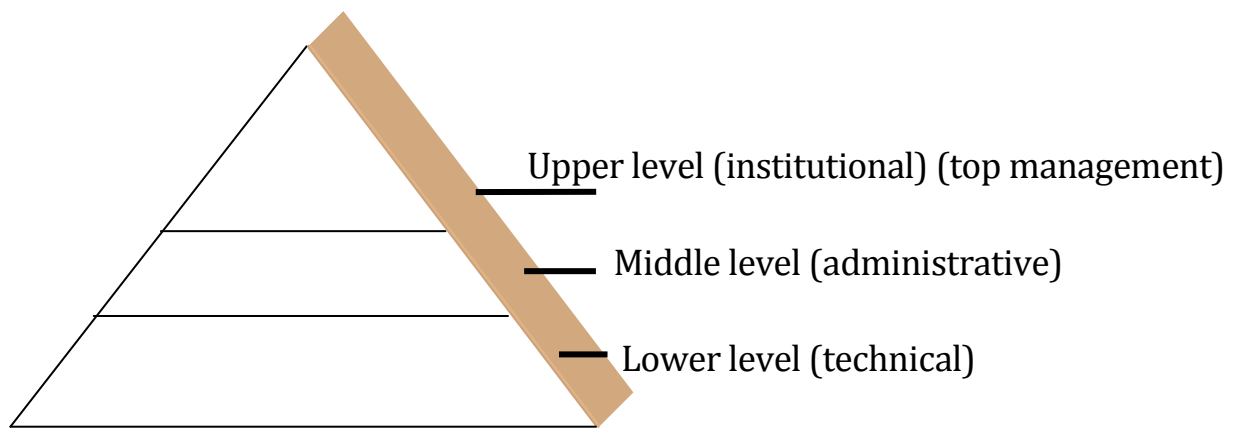 Upper level (institutional) (top management)
Middle level (administrative)
Lower level (technical)